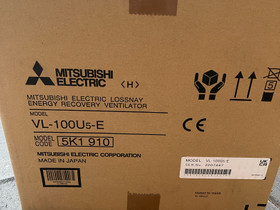 MITSUBISHI
ELECTRIC
<H>
MITSUBISHI ELECTRIC LOSSNAY
ENERGY RECOVERY VENTILATOR
MODEL
VL-100U5-E
MODEL CODE
5K1 910
MITSUBISHI ELECTRIC CORPORATION
MADE IN JAPAN
CE
MODEL VL-100U5-E